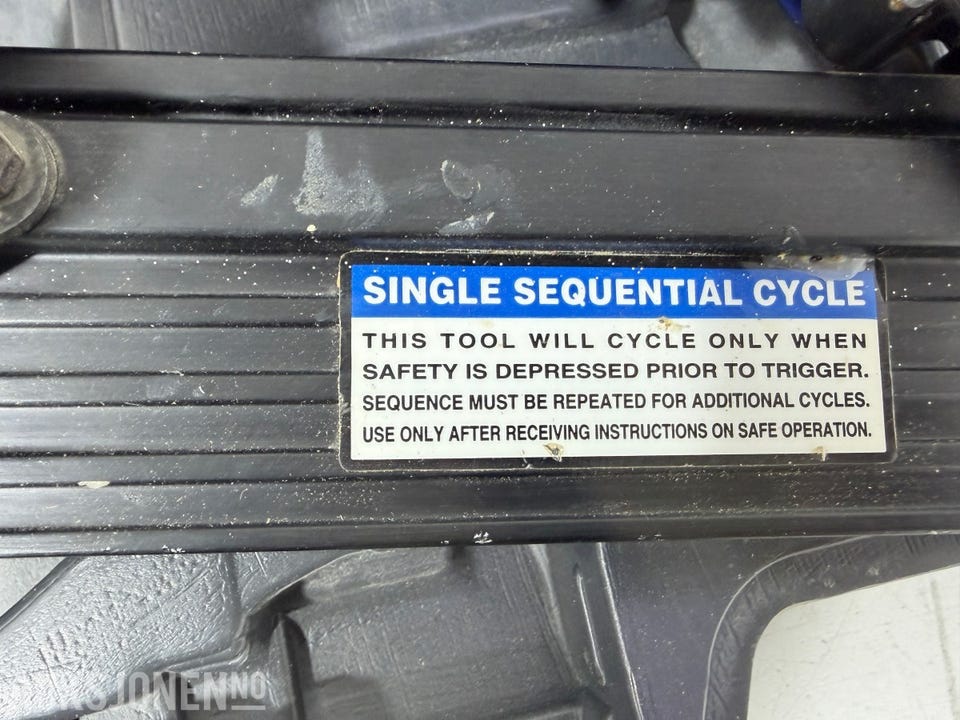 SINGLE SEQUENTIAL CYCLE
THIS TOOL WILL CYCLE ONLY WHEN
SAFETY IS DEPRESSED PRIOR TO TRIGGER.
SEQUENCE MUST BE REPEATED FOR ADDITIONAL CYCLES.
USE ONLY AFTER RECEIVING INSTRUCTIONS ON SAFE OPERATION.